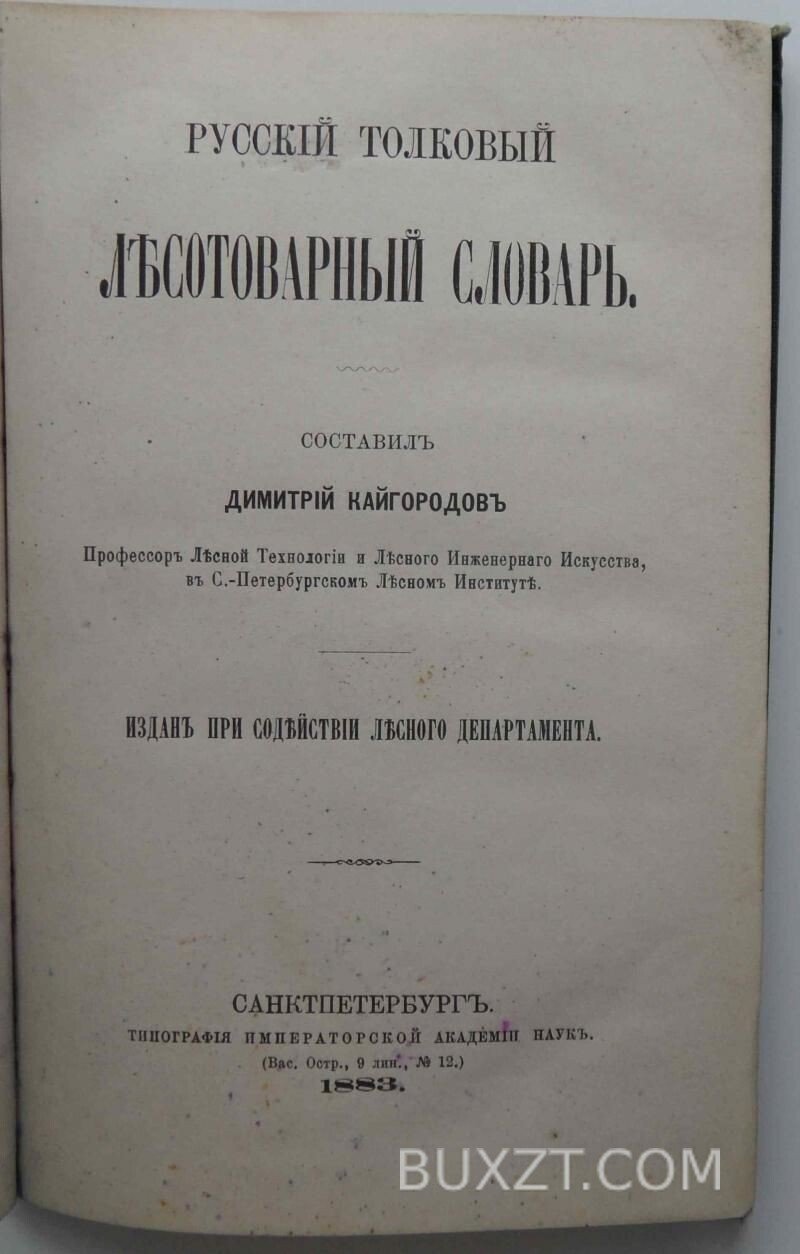 РУССКІЙ ТОЛКОВЫЙ
ЛѢСОТОВАРНЫЙ СЛОВАРЬ.
СОСТАВИЛЪ
ДИМИТРІЙ КАЙГОРОДОВЪ
Профессоръ Лѣсной Технологіи и Лѣсного Инженернаго Искусства,
въ С.-Петербургскомъ Лѣсномъ Институтѣ.
ИЗДАНЪ ПРИ СОДѢЙСТВІИ ЛѢСНОГО ДЕПАРТАМЕНТА.
САНКТПЕТЕРБУРГЪ.
ТИПОГРАФІЯ ИМПЕРАТОРСКОЙ АКАДЕМІИ НАУКЪ.
(Вас. Остр., 9 лин., № 12.)
1883.
BUXZT.COM